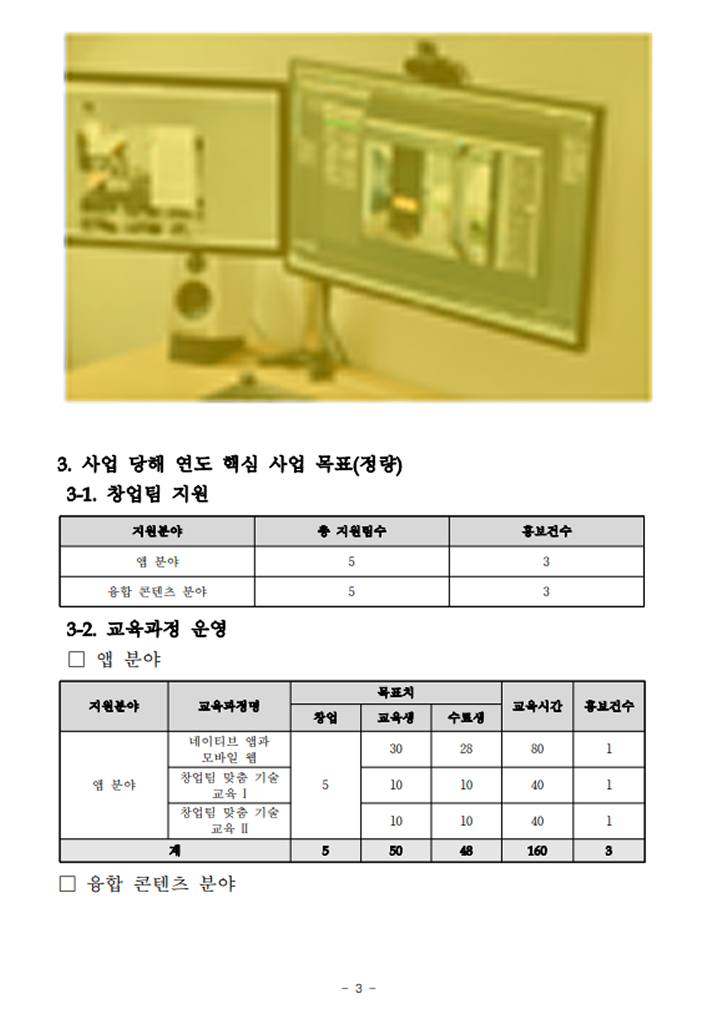 3. 사업 당해 연도 핵심 사업 목표(정량)
3-1. 창업팀 지원
지원분야 총 지원팀수 홍보건수
앱 분야 5 3
융합 콘텐츠 분야 5 3
3-2. 교육과정 운영
□ 앱 분야
지원분야 교육과정명 목표치 교육시간 홍보건수
창업 교육생 수료생
앱 분야 5
네이티브 앱과
모바일 웹 30 28 80 1
창업팀 맞춤 기술
교육 Ⅰ 10 10 40 1
창업팀 맞춤 기술
교육 Ⅱ 10 10 40 1
계 5 50 48 160 3
□ 융합 콘텐츠 분야
- 3 -